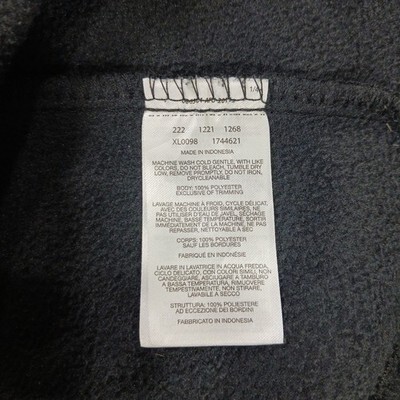 1/4
222 1221 1268
XL0098 1744621
MADE IN INDONESIA
MACHINE WASH COLD GENTLE, WITH LIKE
COLORS, DO NOT BLEACH, TUMBLE DRY
LOW, REMOVE PROMPTLY, DO NOT IRON,
DRYCLEANABLE
BODY: 100% POLYESTER
EXCLUSIVE OF TRIMMING
LAVAGE MACHINE À FROID, CYCLE DÉLICAT,
AVEC DES COULEURS SIMILAIRES, NE
PAS UTILISER D'EAU DE JAVEL, SÉCHAGE
MACHINE, BASSE TEMPÉRATURE, SORTIR
IMMÉDIATEMENT DE LA MACHINE, NE PAS
REPASSER, NETTOYABLE À SEC
CORPS: 100% POLYESTER
SAUF LES BORDURES
FABRIQUÉ EN INDONÉSIE
LAVARE IN LAVATRICE IN ACQUA FREDDA,
CICLO DELICATO, CON COLORI SIMILI, NON
CANDEGGIARE, ASCIUGARE A TAMBURO
A BASSA TEMPERATURA, RIMUOVERE
TEMPESTIVAMENTE, NON STIRARE,
LAVABILE A SECCO
STRUTTURA: 100% POLIESTERE
AD ECCEZIONE DEI BORDINI
FABBRICATO IN INDONESIA